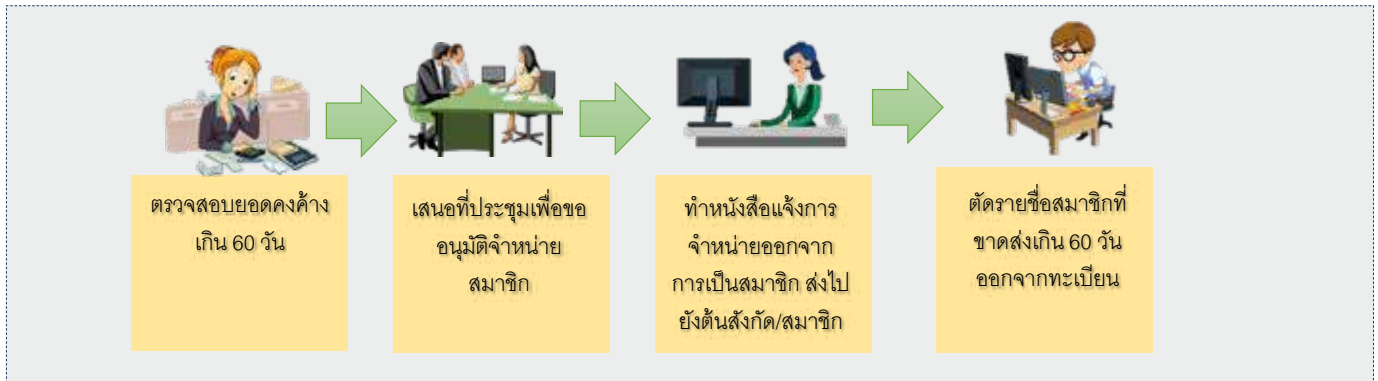 ตรวจสอบยอดคงค้าง
เกิน 60 วัน
เสนอที่ประชุมเพื่อขอ
อนุมัติจำหน่าย
สมาชิก
ทำหนังสือแจ้งการ
จำหน่ายออกจาก
การเป็นสมาชิก ส่งไป
ยังต้นสังกัด/สมาชิก
ตัดรายชื่อสมาชิกที่
ขาดส่งเกิน 60 วัน
ออกจากทะเบียน